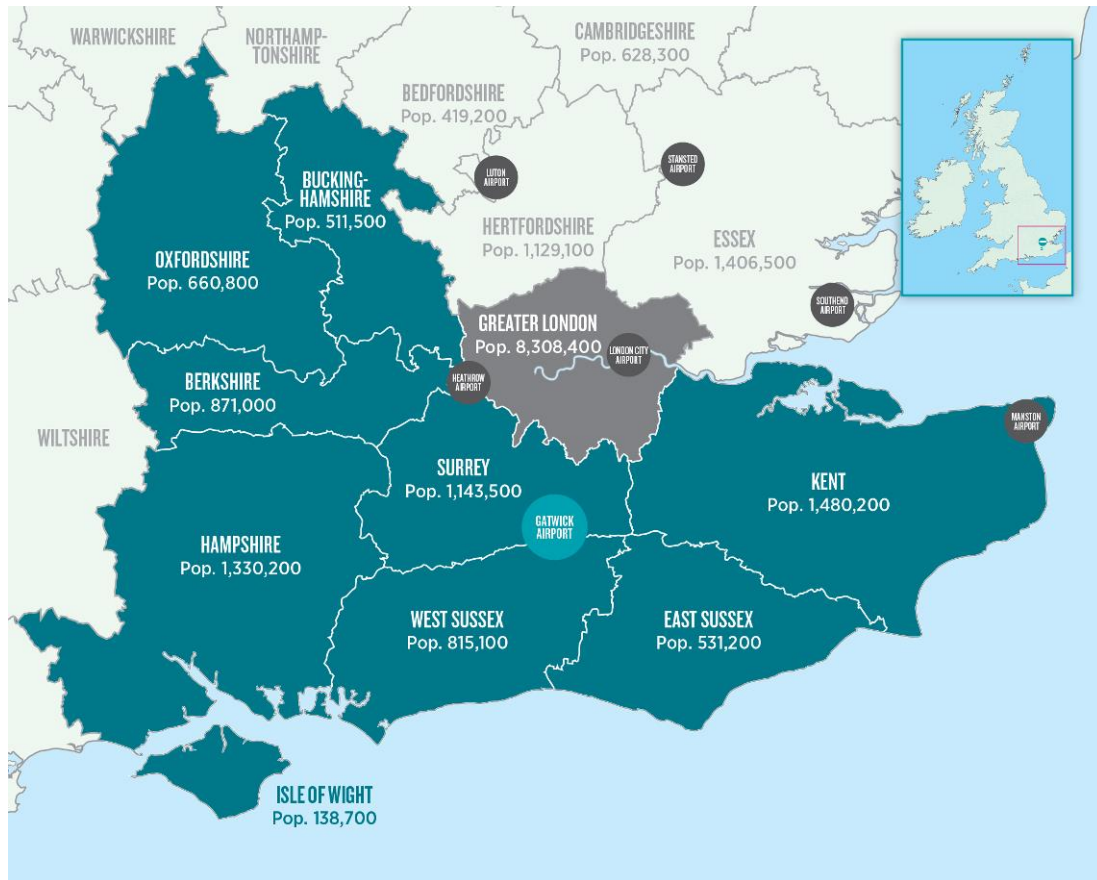 WARWICKSHIRE
NORTHAMP-
TONSHIRE
CAMBRIDGESHIRE
Pop. 628,300
BEDFORDSHIRE
Pop. 419,200
LUTON
AIRPORT
STANSTED
AIRPORT
BUCKING-
HAMSHIRE
Pop. 511,500
HERTFORDSHIRE
Pop. 1,129,100
ESSEX
Pop. 1,406,500
OXFORDSHIRE
Pop. 660,800
SOUTHEND
AIRPORT
GREATER LONDON
Pop. 8,308,400
LONDON CITY
AIRPORT
BERKSHIRE
Pop. 871,000
HEATHROW
AIRPORT
MANSTON
AIRPORT
WILTSHIRE
SURREY
Pop. 1,143,500
KENT
Pop. 1,480,200
GATWICK
AIRPORT
HAMPSHIRE
Pop. 1,330,200
WEST SUSSEX
Pop. 815,100
EAST SUSSEX
Pop. 531,200
ISLE OF WIGHT
Pop. 138,700